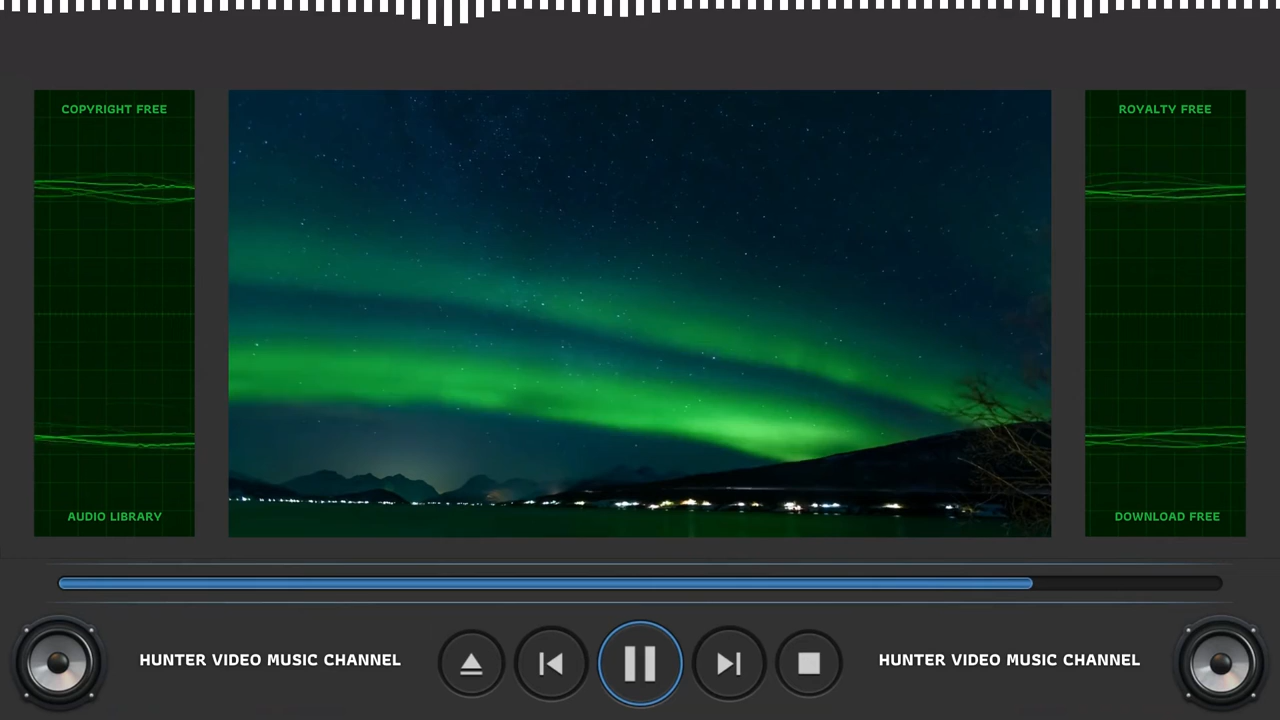 COPYRIGHT FREE
ROYALTY FREE
AUDIO LIBRARY
DOWNLOAD FREE
HUNTER VIDEO MUSIC CHANNEL
HUNTER VIDEO MUSIC CHANNEL